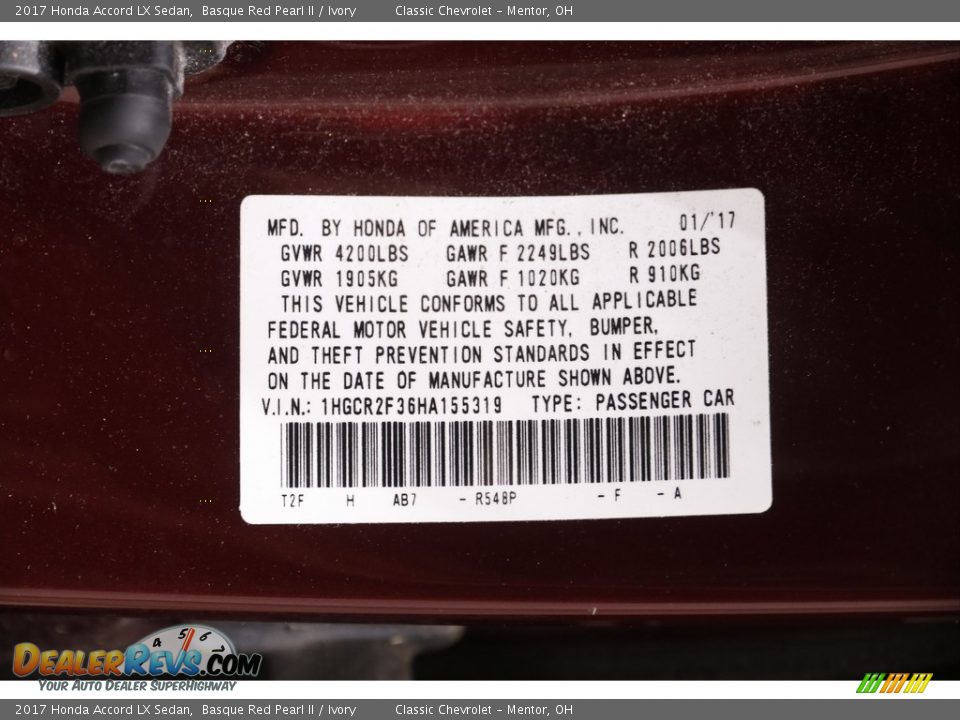 2017 Honda Accord LX Sedan, Basque Red Pearl II / Ivory Classic Chevrolet – Mentor, OH
MFD. BY HONDA OF AMERICA MFG., INC. 01/'17
GVWR 4200LBS GAWR F 2249LBS R 2006LBS
GVWR 1905KG GAWR F 1020KG R 910KG
THIS VEHICLE CONFORMS TO ALL APPLICABLE
FEDERAL MOTOR VEHICLE SAFETY, BUMPER,
AND THEFT PREVENTION STANDARDS IN EFFECT
ON THE DATE OF MANUFACTURE SHOWN ABOVE.
V.I.N.: 1HGCR2F36HA155319 TYPE: PASSENGER CAR
T2F H AB7 - R548P - F - A
4 5 6
DEALERREVS.COM
YOUR AUTO DEALER SUPERHIGHWAY
2017 Honda Accord LX Sedan, Basque Red Pearl II / Ivory Classic Chevrolet – Mentor, OH